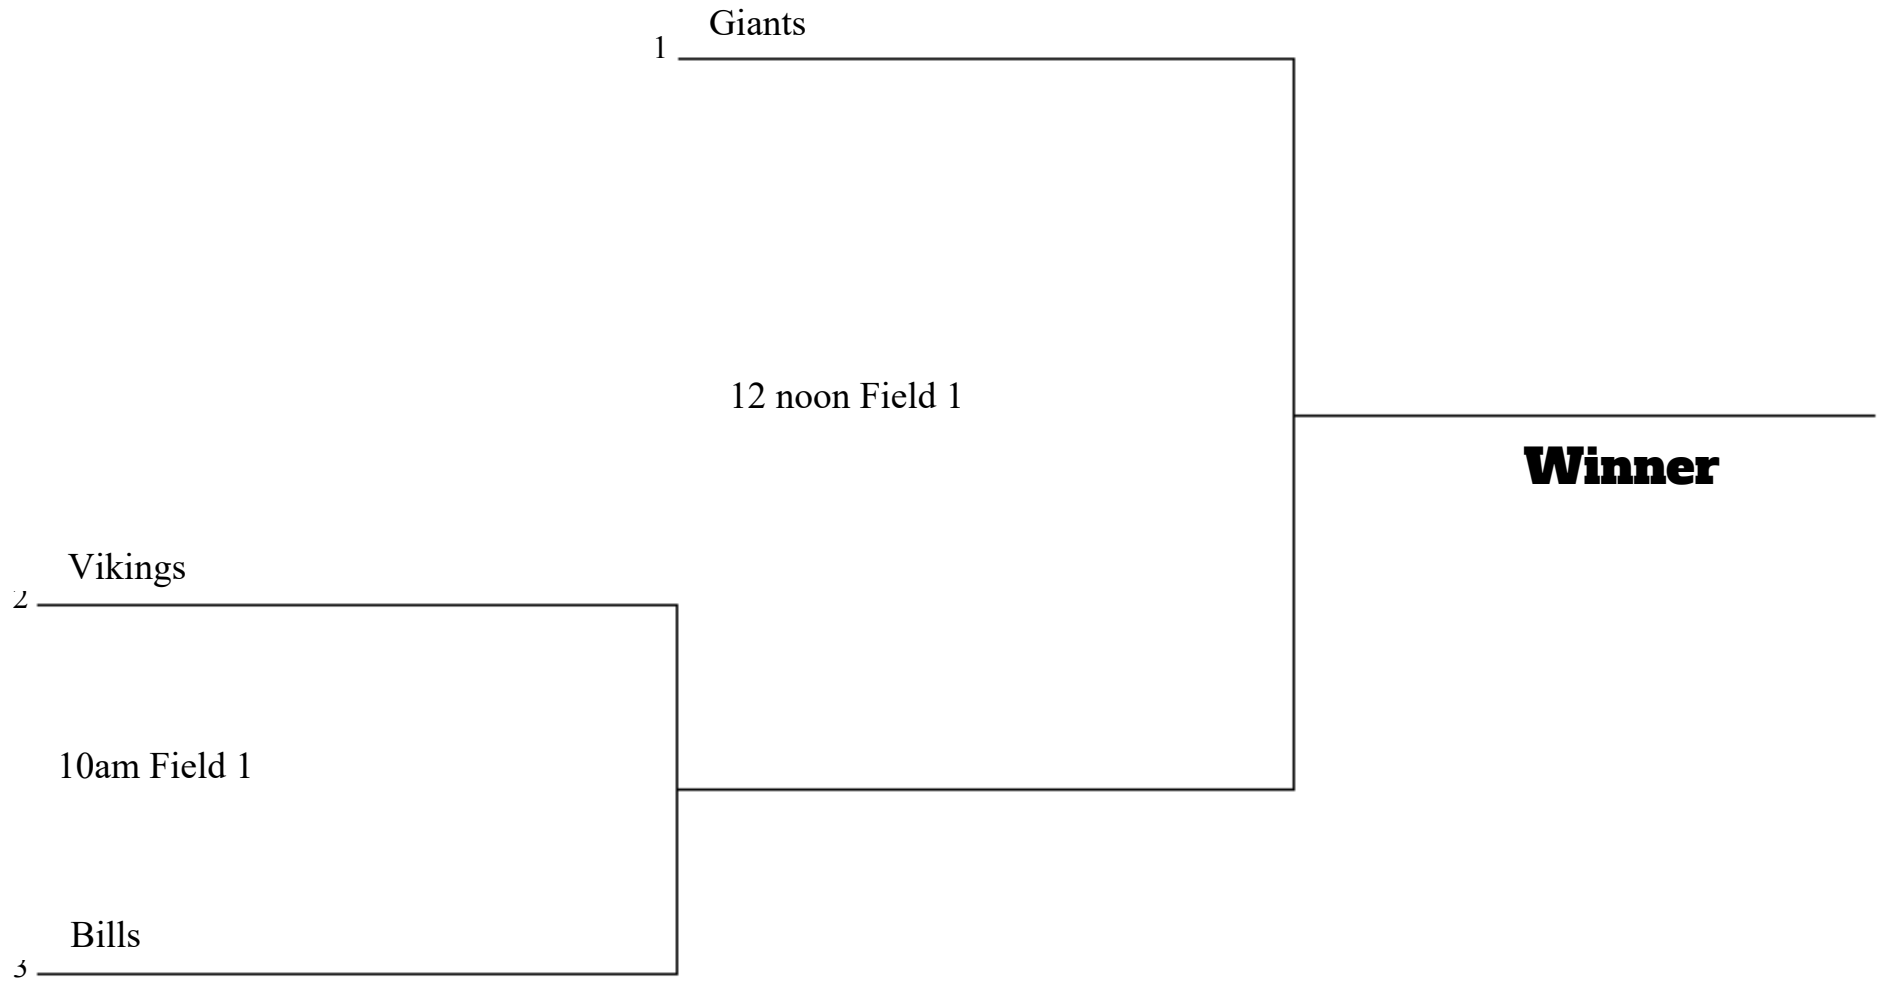 Giants
1
12 noon Field 1
Winner
Vikings
2
10am Field 1
Bills
3